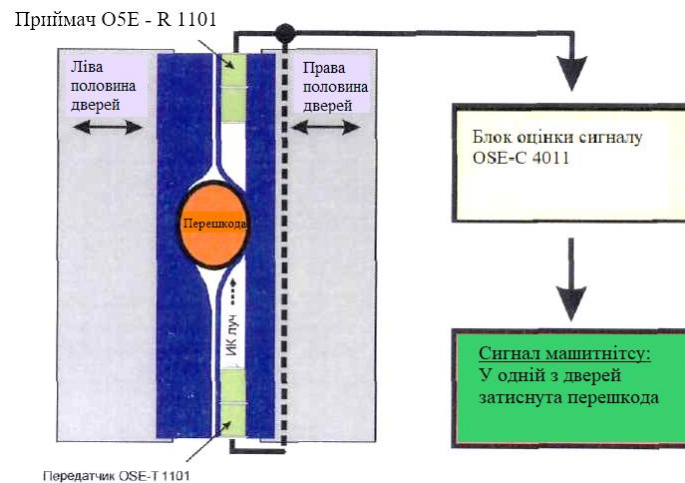 Приймач O5E - R 1101
Ліва
половина
дверей
Права
половина
дверей
Перешкода
ИК луч
Передатчик OSE-T 1101
Блок оцінки сигналу
OSE-C 4011
Сигнал машитнітсу:
У одній з дверей
затиснута перешкода